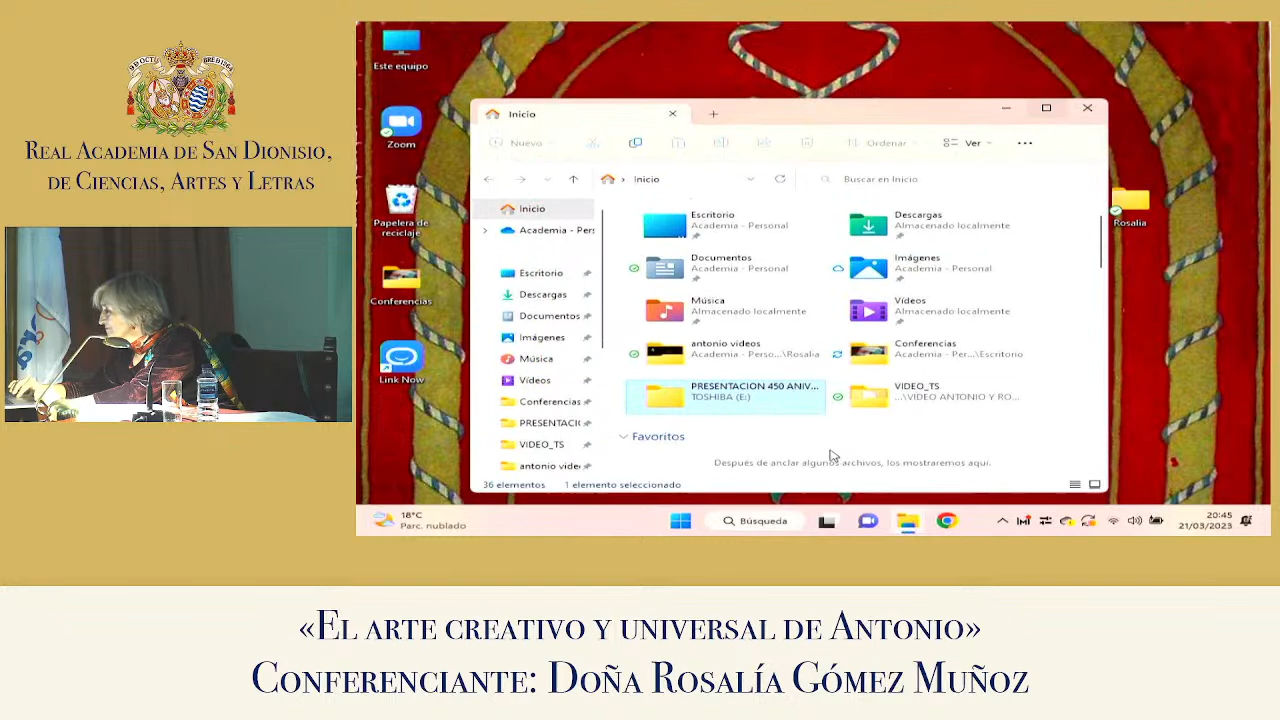 REAL ACADEMIA DE SAN DIONISIO,
DE CIENCIAS, ARTES Y LETRAS
Este equipo
Zoom
Papelera de
reciclaje
Conferencias
Link Now
Rosalia
Inicio
Nuevo
Ordenar
Ver
Inicio
Buscar en Inicio
Inicio
Academia - Pers
Escritorio
Descargas
Documentos
Imágenes
Música
Vídeos
Conferencias
PRESENTACIO
VIDEO_TS
antonio video
Escritorio
Academia - Personal
Descargas
Almacenado localmente
Documentos
Academia - Personal
Imágenes
Academia - Personal
Música
Almacenado localmente
Vídeos
Almacenado localmente
antonio videos
Academia - Perso...\Rosalia
Conferencias
Academia - Per...\Escritorio
PRESENTACION 450 ANIV...
TOSHIBA (E:)
VIDEO_TS
...\VIDEO ANTONIO Y RO...
Favoritos
Después de anclar algunos archivos, los mostraremos aquí.
36 elementos
1 elemento seleccionado
18°C
Parc. nublado
Búsqueda
20:45
21/03/2023
«EL ARTE CREATIVO Y UNIVERSAL DE ANTONIO»
CONFERENCIANTE: DOÑA ROSALÍA GÓMEZ MUÑOZ